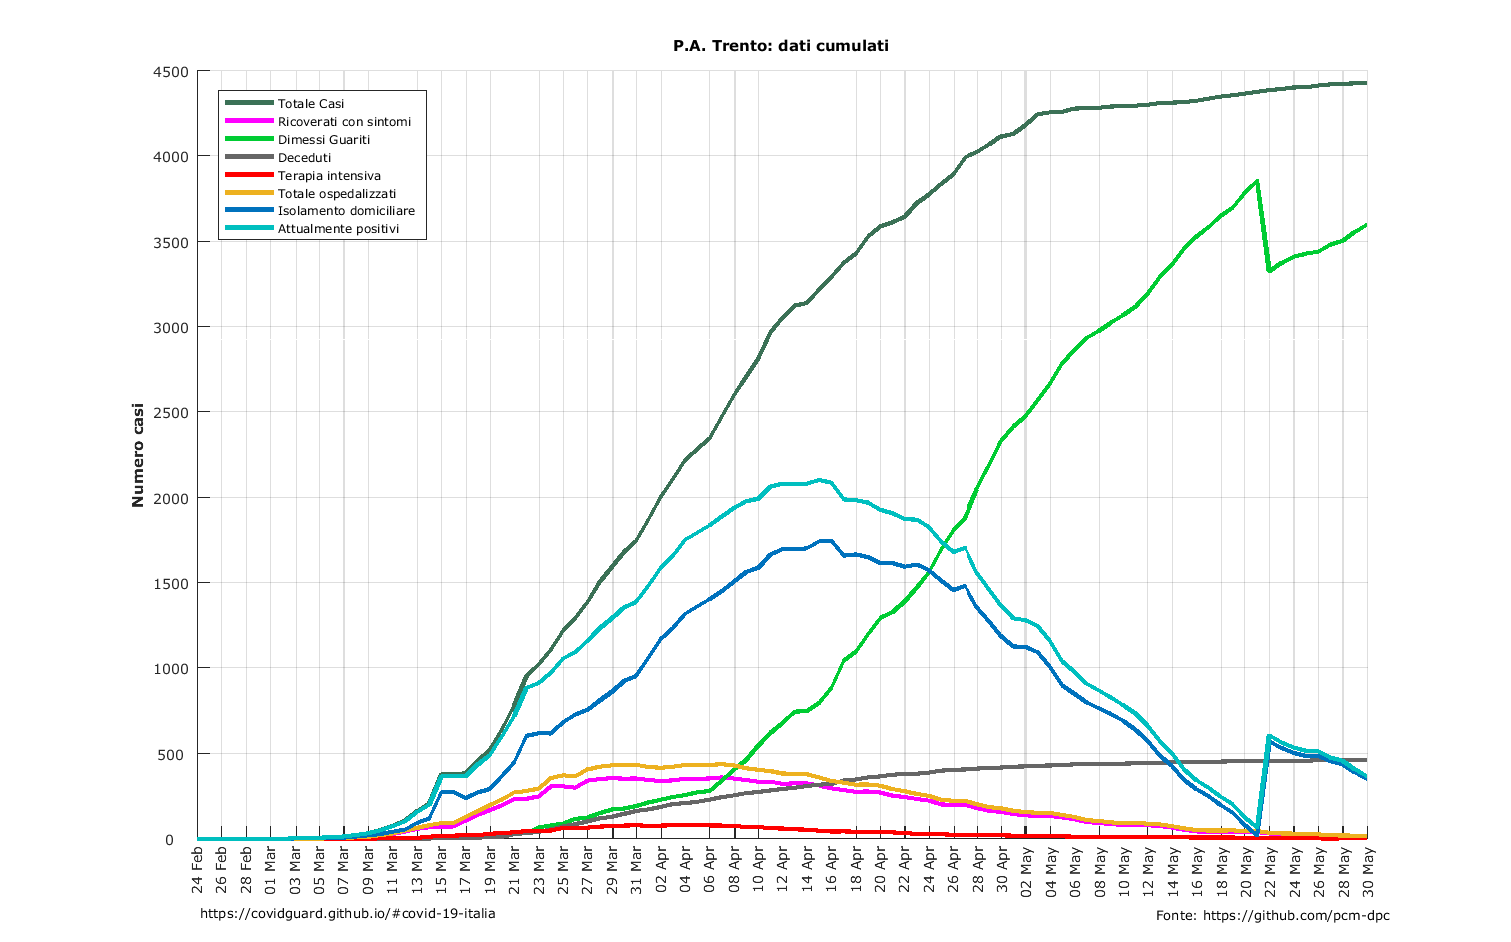 P.A. Trento: dati cumulati
4500
4000
3500
3000
2500
2000
1500
1000
500
0
Numero casi
Totale Casi
Ricoverati con sintomi
Dimessi Guariti
Deceduti
Terapia intensiva
Totale ospedalizzati
Isolamento domiciliare
Attualmente positivi
24 Feb
26 Feb
28 Feb
01 Mar
03 Mar
05 Mar
07 Mar
09 Mar
11 Mar
13 Mar
15 Mar
17 Mar
19 Mar
21 Mar
23 Mar
25 Mar
27 Mar
29 Mar
31 Mar
02 Apr
04 Apr
06 Apr
08 Apr
10 Apr
12 Apr
14 Apr
16 Apr
18 Apr
20 Apr
22 Apr
24 Apr
26 Apr
28 Apr
30 Apr
02 May
04 May
06 May
08 May
10 May
12 May
14 May
16 May
18 May
20 May
22 May
24 May
26 May
28 May
30 May
https://covidguard.github.io/#covid-19-italia
Fonte: https://github.com/pcm-dpc